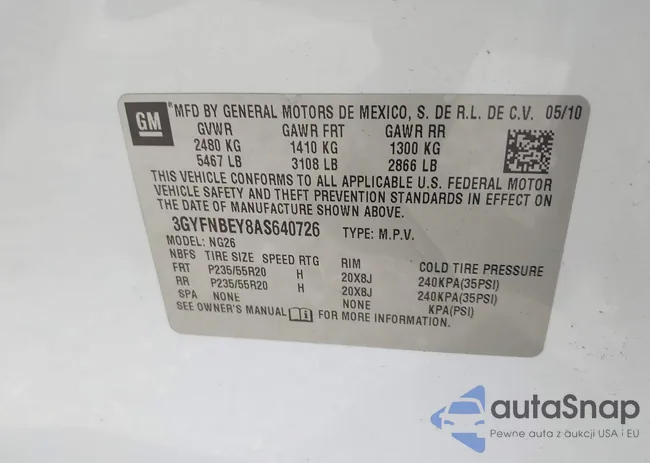 GM ®MFD BY GENERAL MOTORS DE MEXICO, S. DE R.L. DE C.V. 05/10
GVWR GAWR FRT GAWR RR
2480 KG 1410 KG 1300 KG
5467 LB 3108 LB 2866 LB
THIS VEHICLE CONFORMS TO ALL APPLICABLE U.S. FEDERAL MOTOR
VEHICLE SAFETY AND THEFT PREVENTION STANDARDS IN EFFECT ON
THE DATE OF MANUFACTURE SHOWN ABOVE.
3GYFNBEY8AS640726 TYPE: M.P.V.
MODEL: NG26
NBFS TIRE SIZE SPEED RTG RIM COLD TIRE PRESSURE
FRT P235/55R20 H 20X8J 240KPA(35PSI)
RR P235/55R20 H 20X8J 240KPA(35PSI)
SPA NONE NONE KPA(PSI)
SEE OWNER'S MANUAL FOR MORE INFORMATION.
autaSnap
Pewne auta z aukcji USA i EU